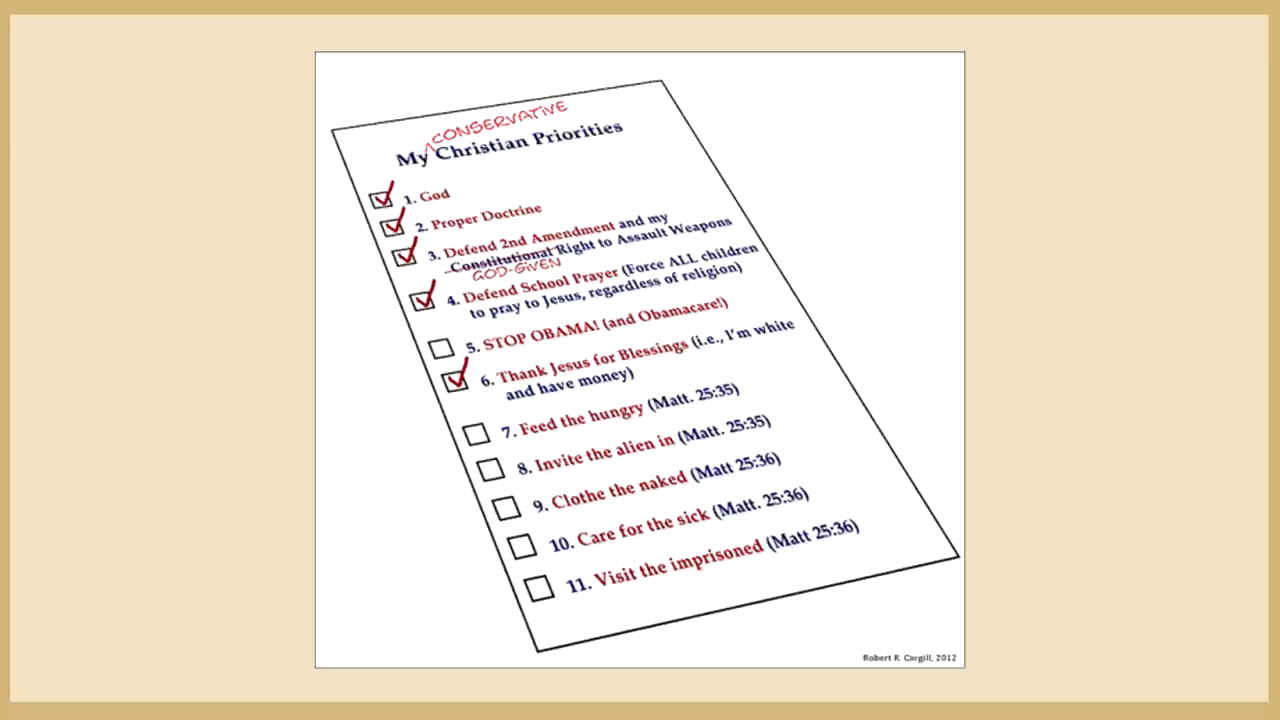 CONSERVATIVE
My Christian Priorities
1. God
2. Proper Doctrine
3. Defend 2nd Amendment and my
Constitutional Right to Assault Weapons
GOD-GIVEN
4. Defend School Prayer (Force ALL children
to pray to Jesus, regardless of religion)
5. STOP OBAMA! (and Obamacare!)
6. Thank Jesus for Blessings (i.e., I'm white
and have money)
7. Feed the hungry (Matt. 25:35)
8. Invite the alien in (Matt. 25:35)
9. Clothe the naked (Matt 25:36)
10. Care for the sick (Matt. 25:36)
11. Visit the imprisoned (Matt 25:36)
Robert R. Cargill, 2012